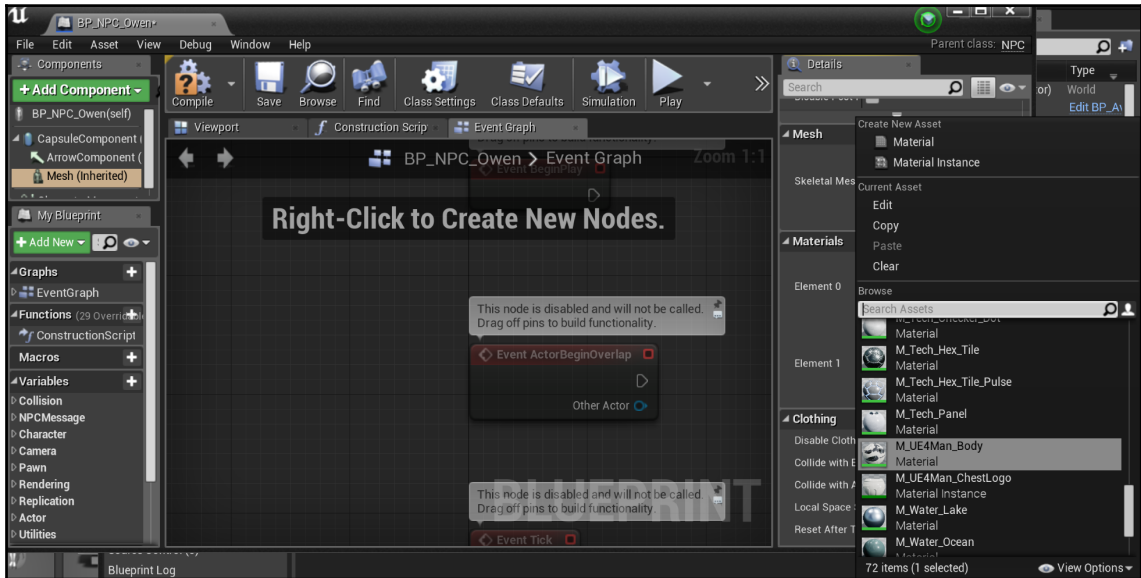 BP_NPC_Owen•
File Edit Asset View Debug Window Help
Parent class: NPC
Components
+ Add Component
BP_NPC_Owen(self)
CapsuleComponent (
ArrowComponent (
Mesh (Inherited)
My Blueprint
+ Add New
Graphs
EventGraph
Functions (29 Overridable
ConstructionScript
Macros
Variables
Collision
NPCMessage
Character
Camera
Pawn
Rendering
Replication
Actor
Utilities
Compile
Save
Browse
Find
Class Settings
Class Defaults
Simulation
Play
Viewport
Construction Scrip
Event Graph
BP_NPC_Owen > Event Graph
Zoom 1:1
Event BeginPlay
Right-Click to Create New Nodes.
This node is disabled and will not be called.
Drag off pins to build functionality.
Event ActorBeginOverlap
Other Actor
This node is disabled and will not be called.
Drag off pins to build functionality.
BLUEPRINT
Event Tick
Details
Search
Mesh
Skeletal Mes
Materials
Element 0
Element 1
Clothing
Disable Cloth
Collide with E
Collide with A
Local Space
Reset After T
Type
or) World
Edit BP_Av
Create New Asset
Material
Material Instance
Current Asset
Edit
Copy
Paste
Clear
Browse
Search Assets
M_Tech_Checker_Dot
Material
M_Tech_Hex_Tile
Material
M_Tech_Hex_Tile_Pulse
Material
M_Tech_Panel
Material
M_UE4Man_Body
Material
M_UE4Man_ChestLogo
Material Instance
M_Water_Lake
Material
M_Water_Ocean
Material
72 items (1 selected)
View Options
Blueprint Log